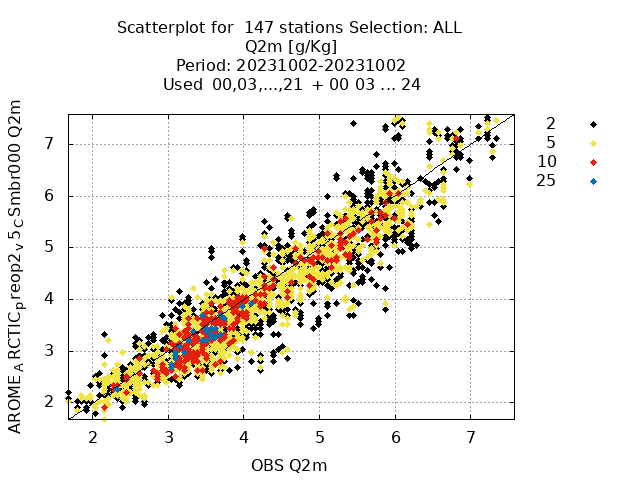 Scatterplot for 147 stations Selection: ALL
Q2m [g/Kg]
Period: 20231002-20231002
Used 00,03,...,21 + 00 03 ... 24
AROME_ARCTIC_preop2_v5_CSmbr000 Q2m
2
5
10
25
7
6
5
4
3
2
2 3 4 5 6 7
OBS Q2m